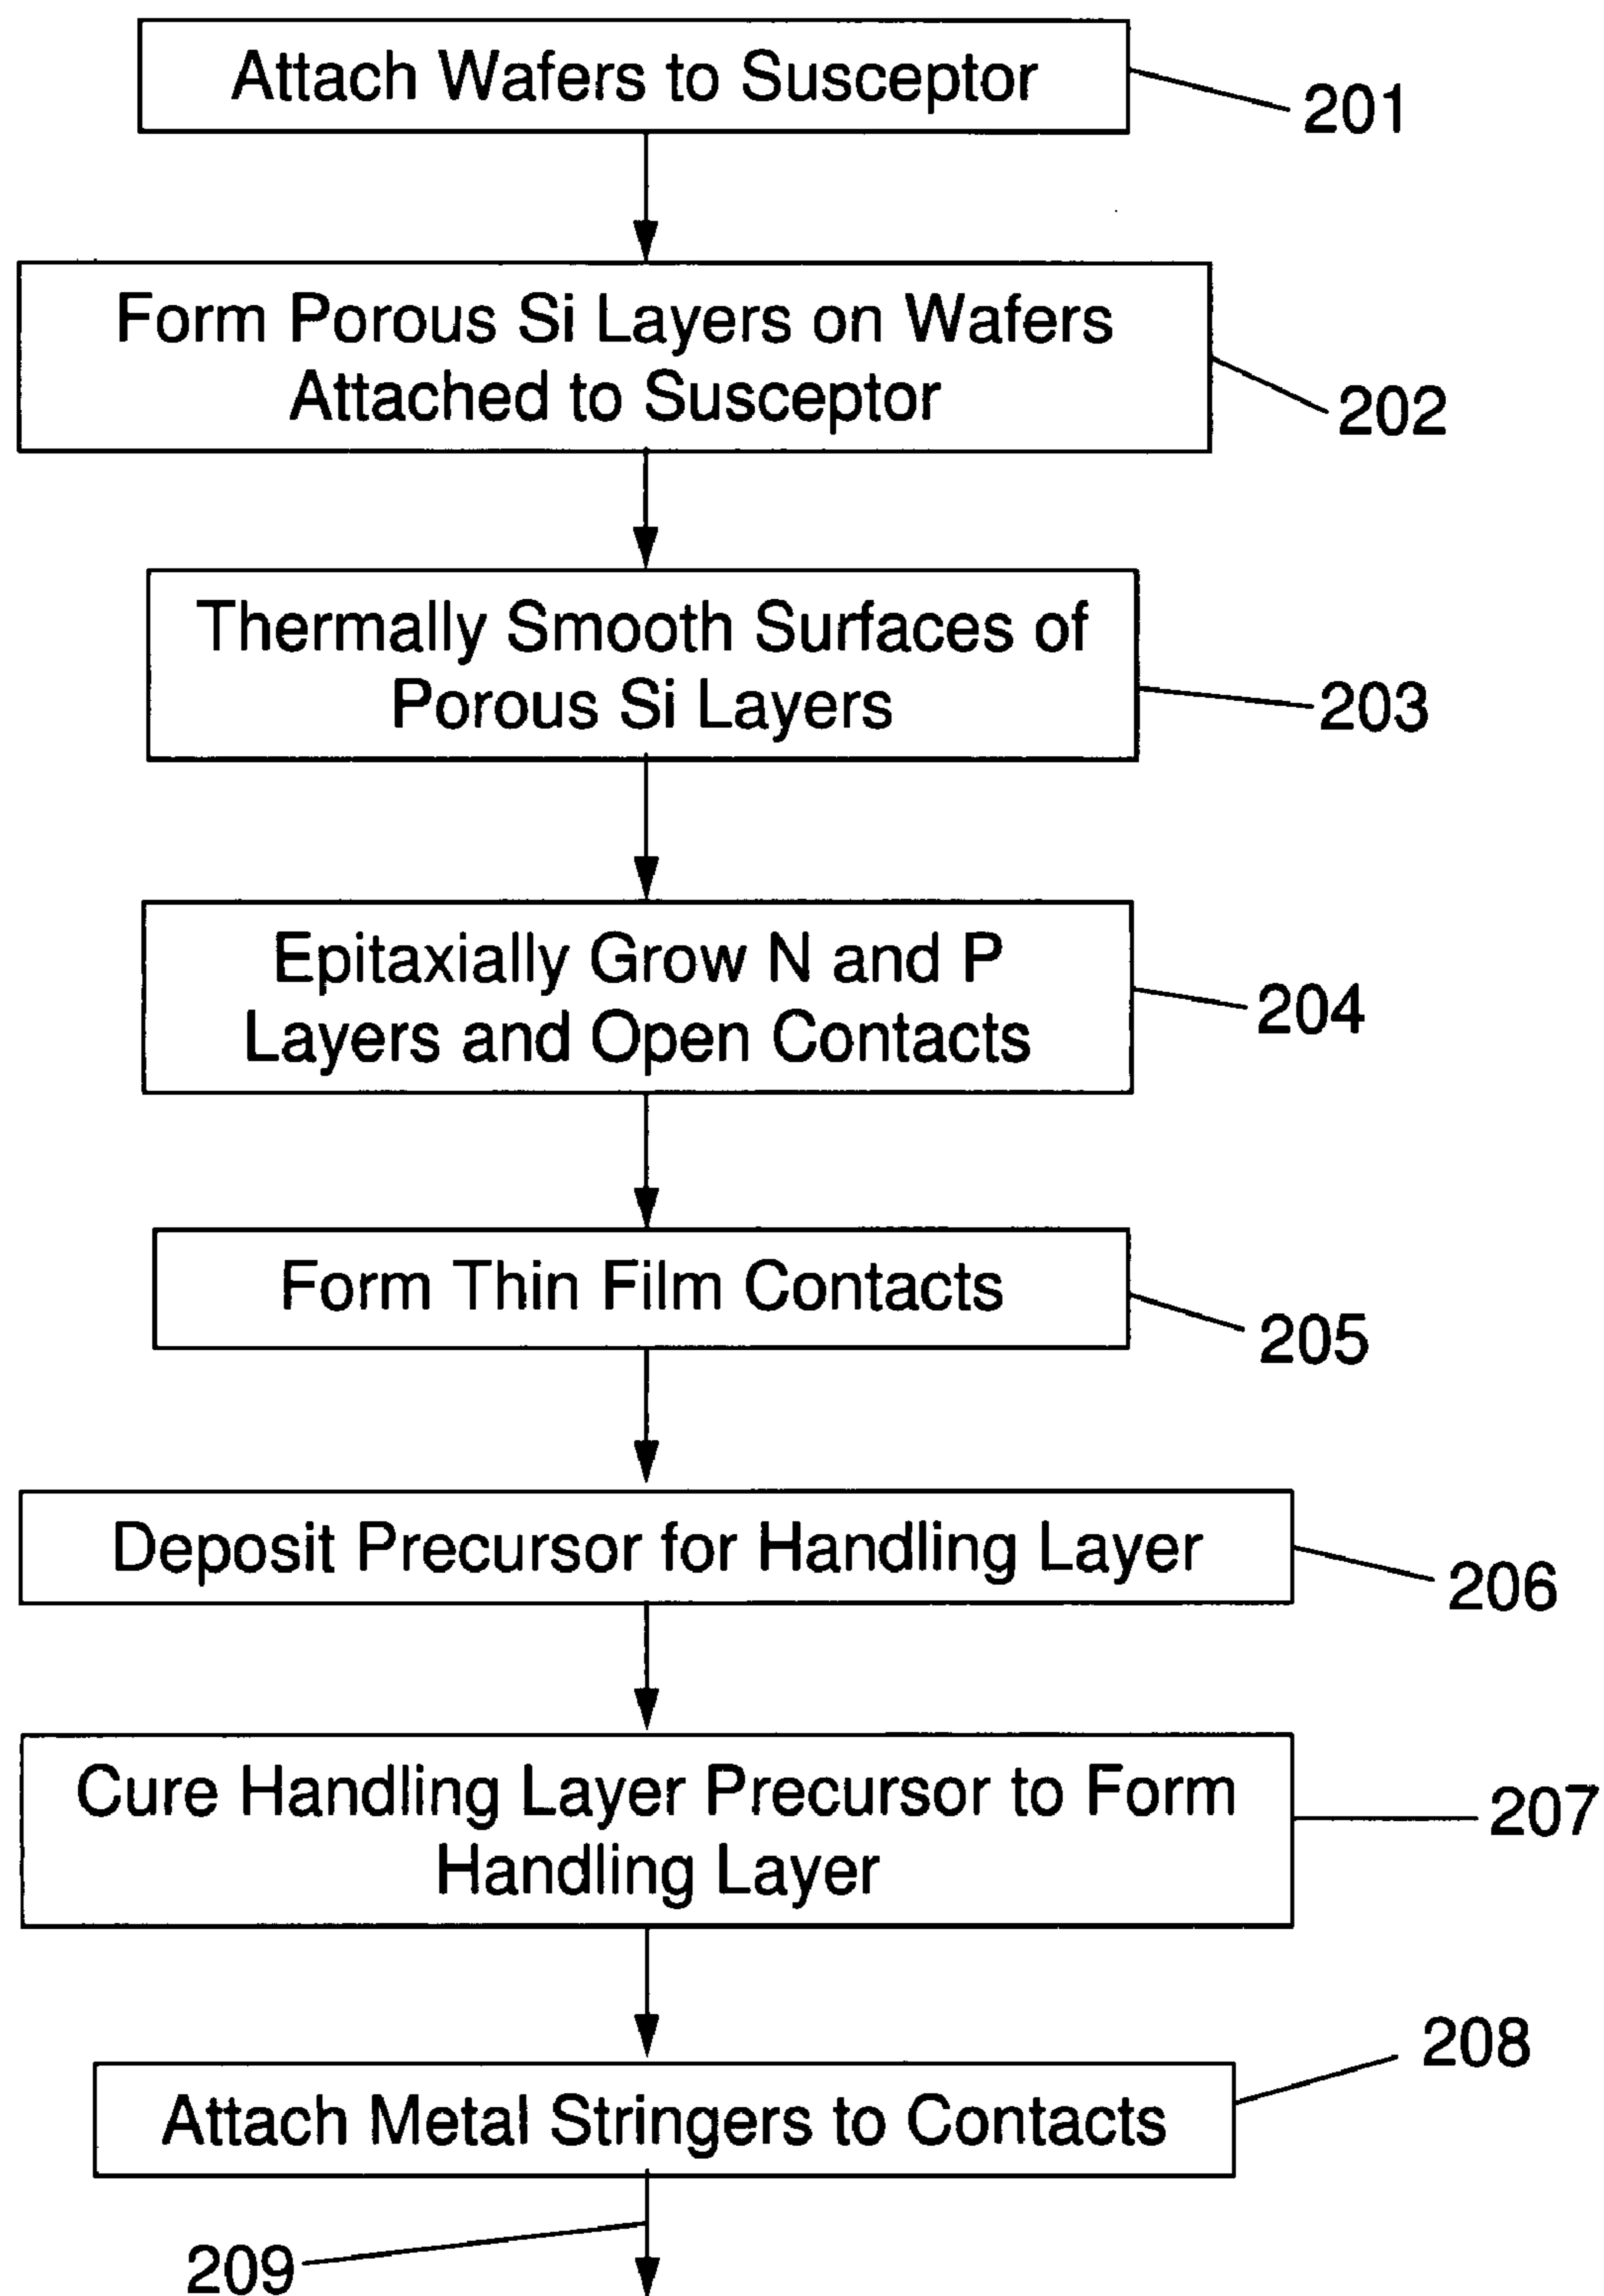 Attach Wafers to Susceptor
201
Form Porous Si Layers on Wafers
Attached to Susceptor
202
Thermally Smooth Surfaces of
Porous Si Layers
203
Epitaxially Grow N and P
Layers and Open Contacts
204
Form Thin Film Contacts
205
Deposit Precursor for Handling Layer
206
Cure Handling Layer Precursor to Form
Handling Layer
207
208
Attach Metal Stringers to Contacts
209